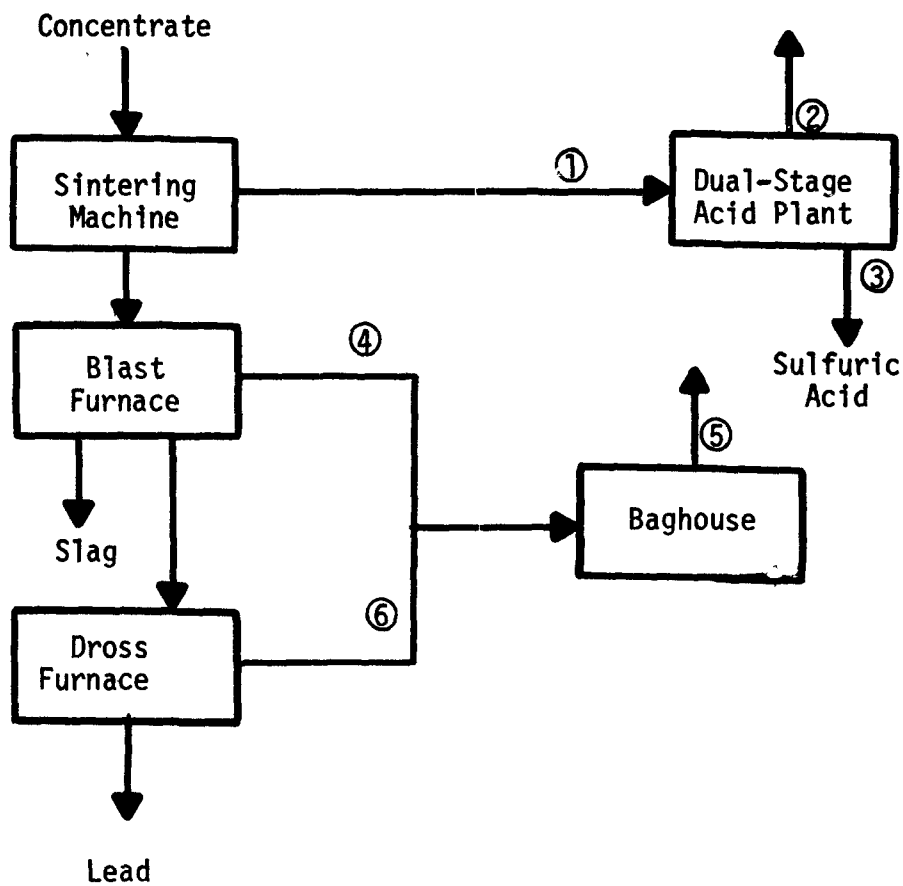 Concentrate
Sintering
Machine
①
②
Dual-Stage
Acid Plant
③
Sulfuric
Acid
Blast
Furnace
④
⑤
Baghouse
Slag
⑥
Dross
Furnace
Lead